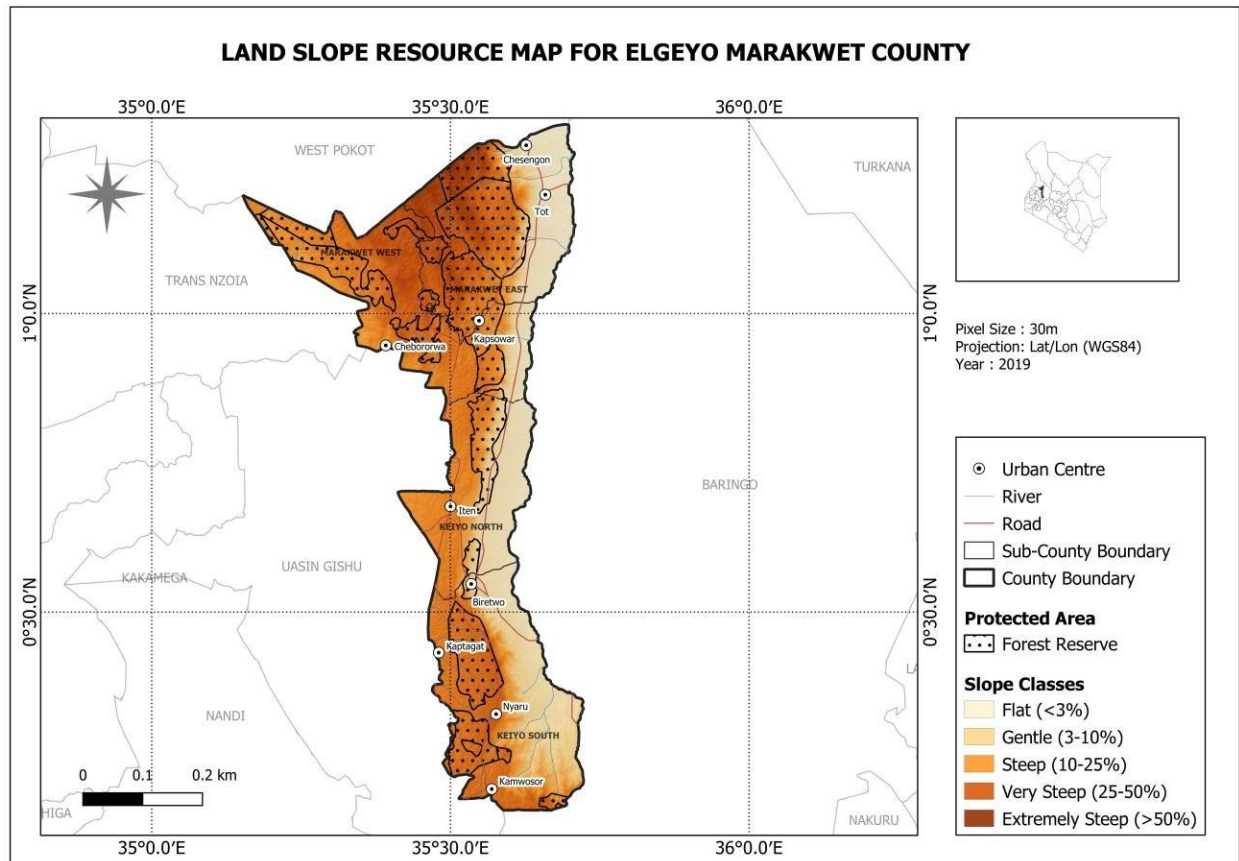 LAND SLOPE RESOURCE MAP FOR ELGEYO MARAKWET COUNTY
35°0.0′E
35°30.0′E
36°0.0′E
WEST POKOT
TURKANA
Chesengon
Tot
MARAKWET WEST
TRANS NZOIA
MARAKWET EAST
1°0.0′N
1°0.0′N
Kapsowar
Chebororwa
BARINGO
Iten
KEIYO NORTH
UASIN GISHU
KAKAMEGA
Biretwo
0°30.0′N
0°30.0′N
Kaptagat
LA
Nyaru
NANDI
KEIYO SOUTH
0 0.1 0.2 km
Kamwosor
HIGA
NAKURU
35°0.0′E
35°30.0′E
36°0.0′E
Pixel Size : 30m
Projection: Lat/Lon (WGS84)
Year : 2019
Urban Centre
River
Road
Sub-County Boundary
County Boundary
Protected Area
Forest Reserve
Slope Classes
Flat (<3%)
Gentle (3-10%)
Steep (10-25%)
Very Steep (25-50%)
Extremely Steep (>50%)